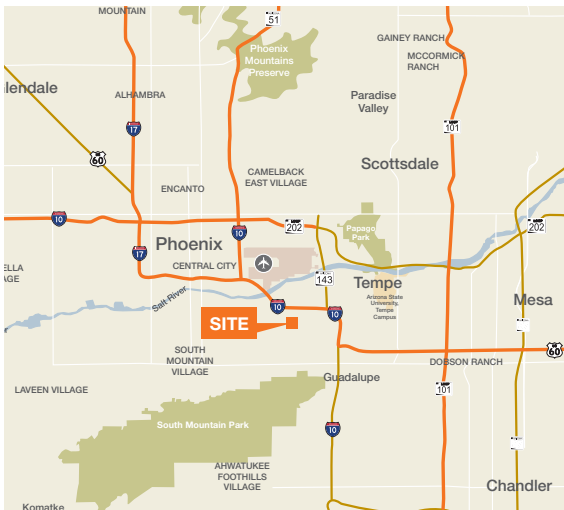 MOUNTAIN
51
GAINEY RANCH
MCCORMICK
RANCH
Phoenix
Mountains
Preserve
lendale
ALHAMBRA
Paradise
Valley
17
101
60
Scottsdale
CAMELBACK
EAST VILLAGE
ENCANTO
10
202
202
10
Papago
Park
Phoenix
17
CENTRAL CITY
ELLA
AGE
143
Tempe
Salt River
Arizona State
University,
Tempe
Campus
Mesa
10
10
SITE
SOUTH
MOUNTAIN
VILLAGE
60
DOBSON RANCH
Guadalupe
LAVEEN VILLAGE
101
South Mountain Park
10
AHWATUKEE
FOOTHILLS
VILLAGE
Chandler
Komatke